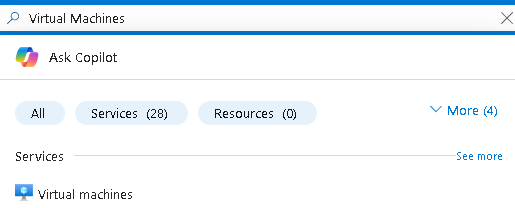 Virtual Machines
Ask Copilot
All Services (28) Resources (0) More (4)
Services See more
Virtual machines